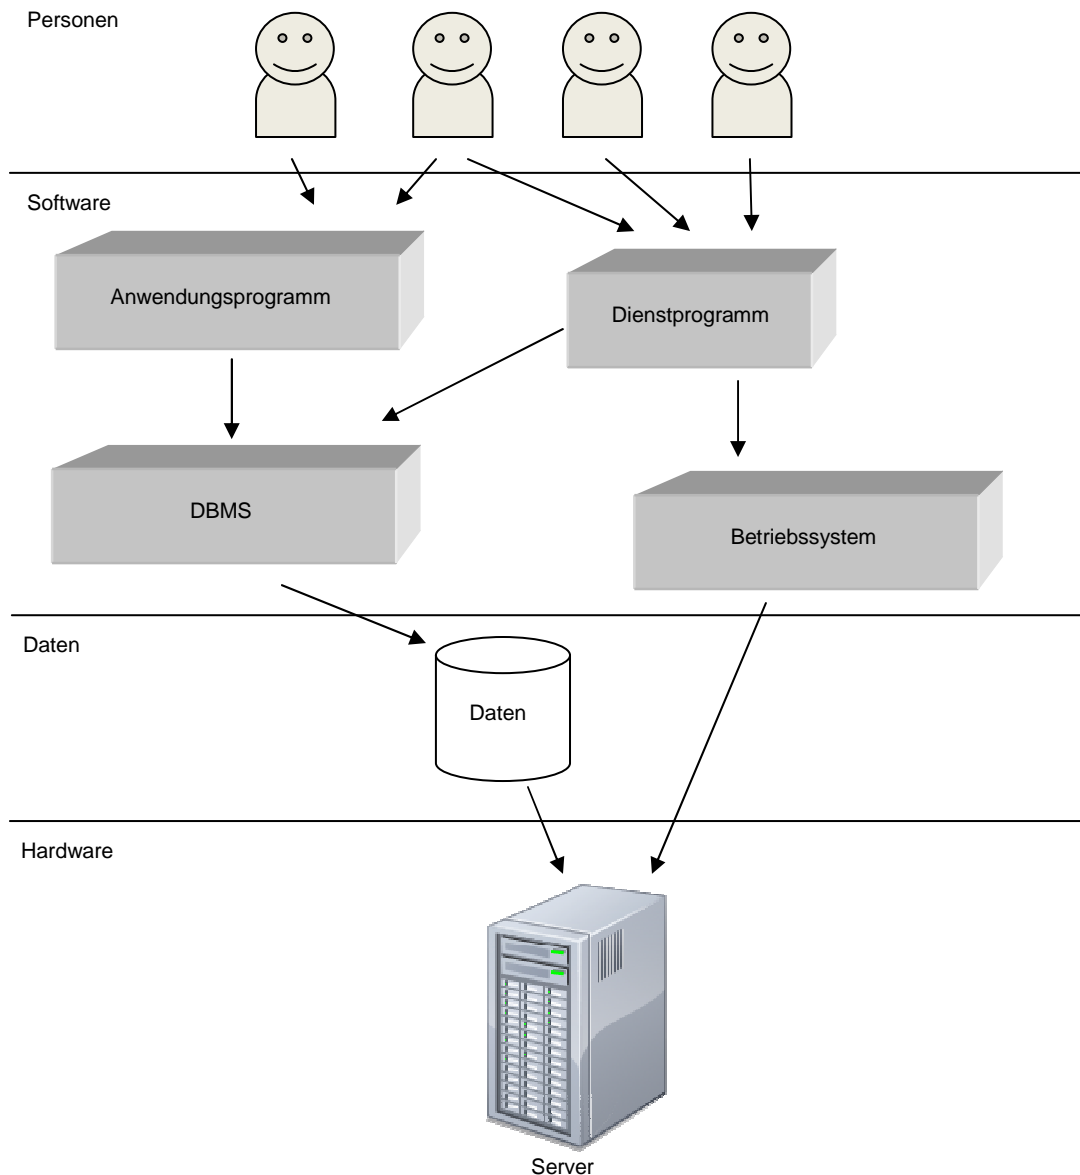 Personen
Software
Anwendungsprogramm
Dienstprogramm
DBMS
Betriebssystem
Daten
Daten
Hardware
Server